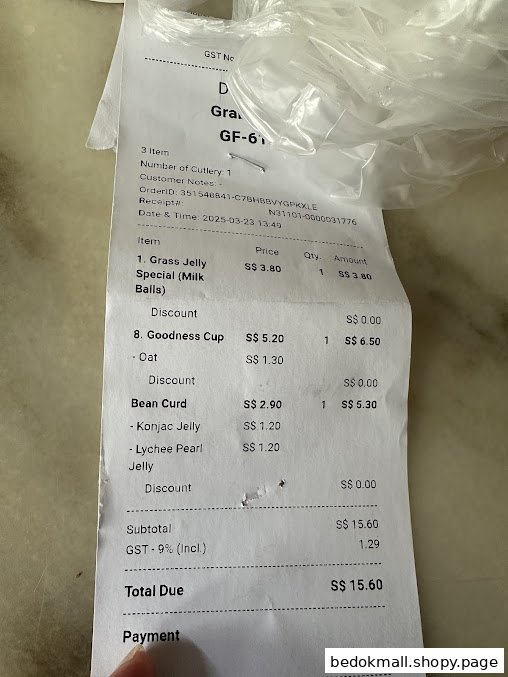 GST No
D
Gra
GF-61
3 Item
Number of Cutlery: 1
Customer Notes: -
OrderID: 351548841-C7BHBBVYGPKXLE
Receipt#: N31101-0000031776
Date & Time: 2025-03-23 13:49
Item Price Qty. Amount
1. Grass Jelly S$ 3.80 1 S$ 3.80
Special (Milk
Balls)
Discount S$ 0.00
8. Goodness Cup S$ 5.20 1 S$ 6.50
- Oat S$ 1.30
Discount S$ 0.00
Bean Curd S$ 2.90 1 S$ 5.30
- Konjac Jelly S$ 1.20
- Lychee Pearl S$ 1.20
Jelly
Discount S$ 0.00
Subtotal S$ 15.60
GST - 9% (Incl.) 1.29
Total Due S$ 15.60
Payment
bedokmall.shopy.page